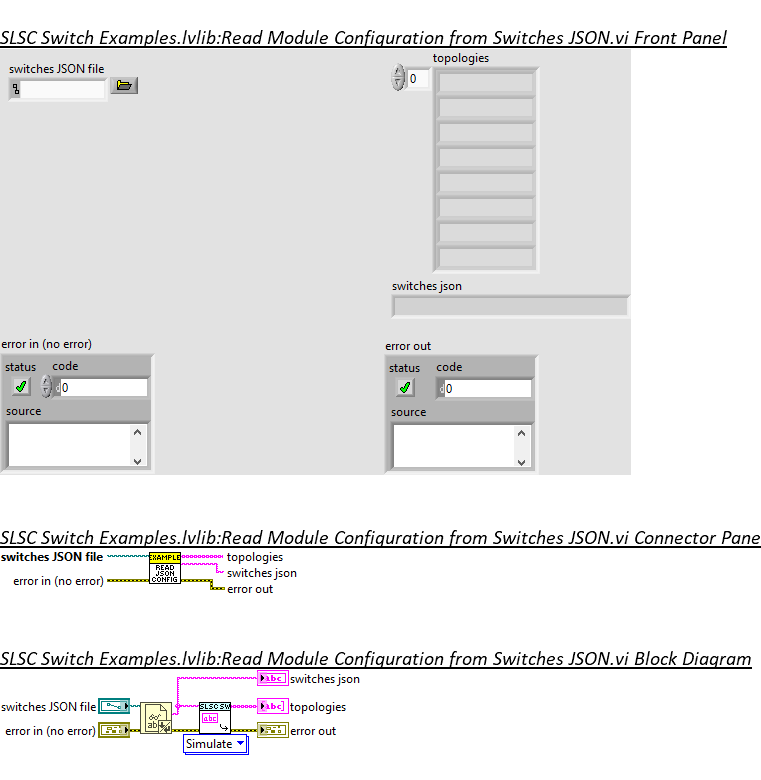 SLSC Switch Examples.lvlib:Read Module Configuration from Switches JSON.vi Front Panel
switches JSON file
topologies
0
switches json
error in (no error)
status code
0
source
error out
status code
0
source
SLSC Switch Examples.lvlib:Read Module Configuration from Switches JSON.vi Connector Pane
switches JSON file
error in (no error)
EXAMPLE
READ
JSON
CONFIG
topologies
switches json
error out
SLSC Switch Examples.lvlib:Read Module Configuration from Switches JSON.vi Block Diagram
abc
switches json
switches JSON file
SLSC SW
abc
abc
topologies
error in (no error)
ab
error out
Simulate